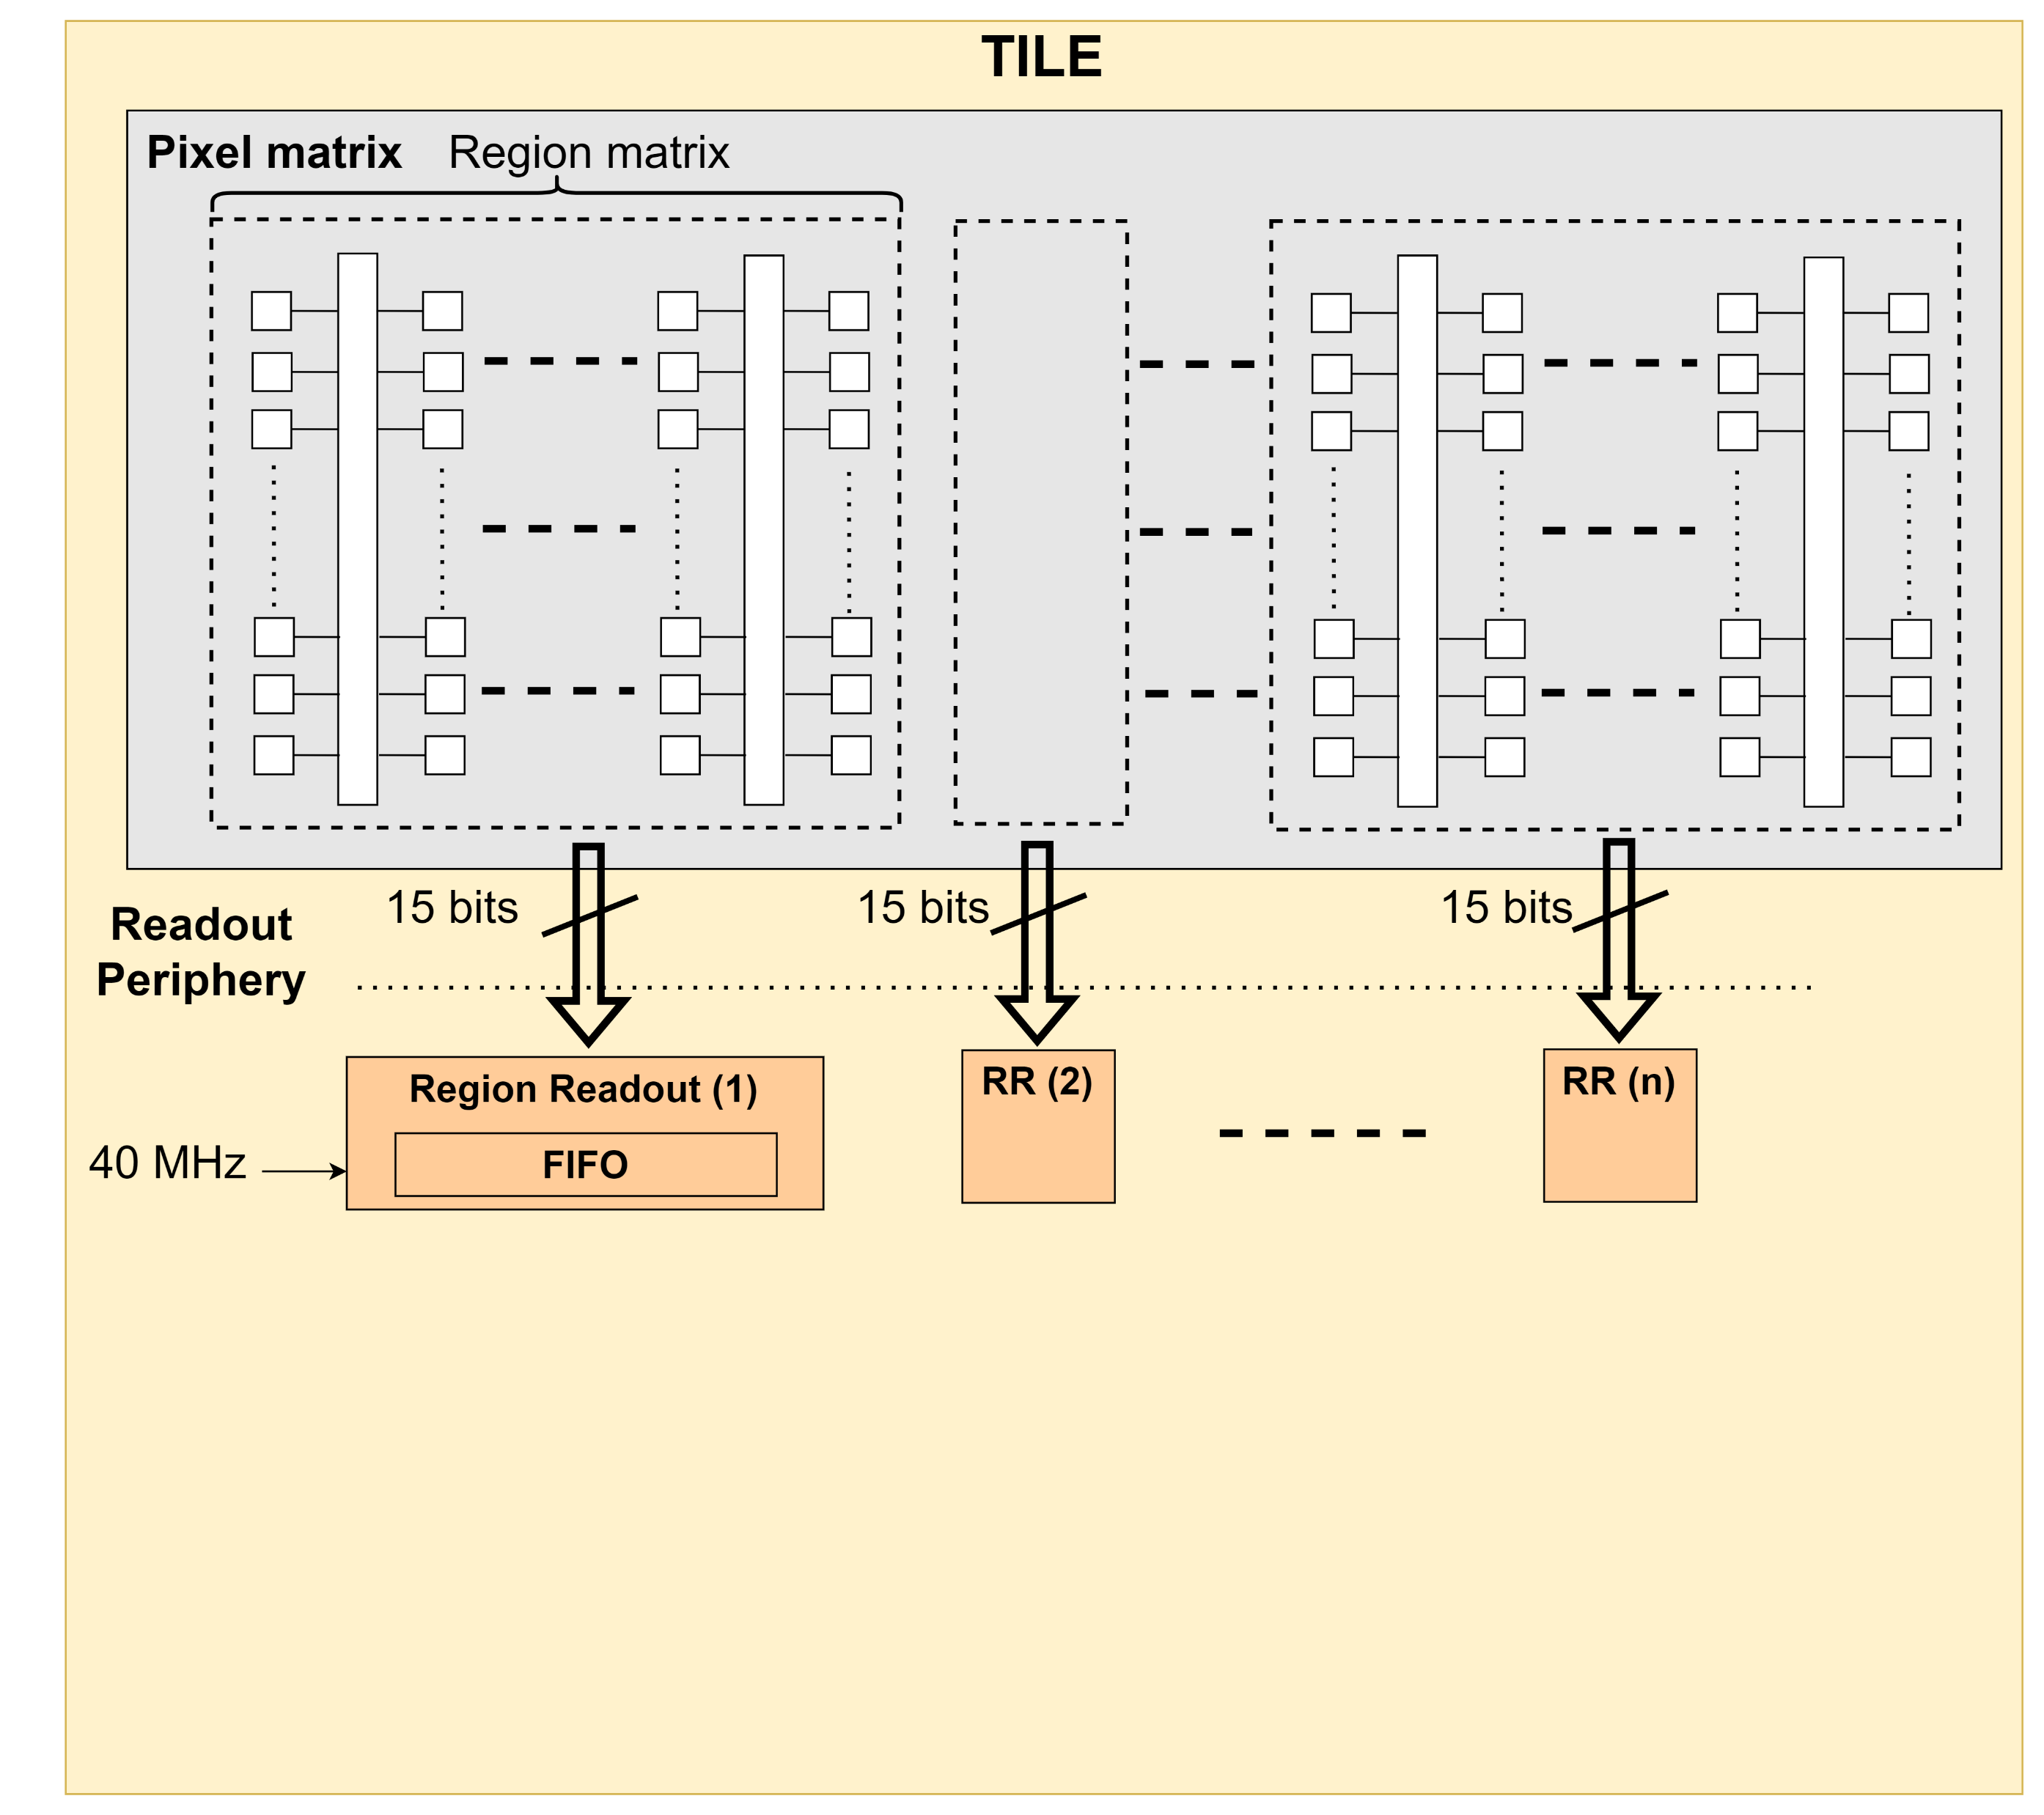 TILE
Pixel matrix Region matrix
15 bits 15 bits 15 bits
Readout
Periphery
Region Readout (1) RR (2) RR (n)
40 MHz FIFO